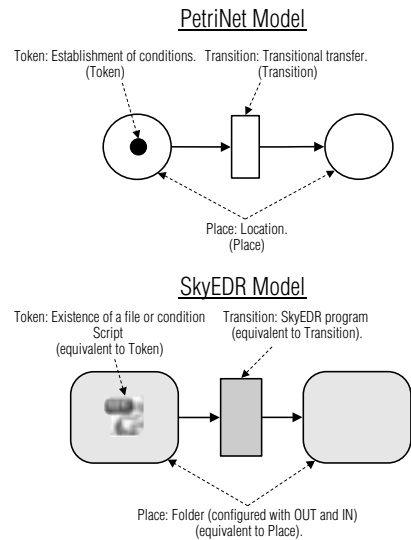 PetriNet Model
Token: Establishment of conditions.
(Token)
Transition: Transitional transfer.
(Transition)
Place: Location.
(Place)
SkyEDR Model
Token: Existence of a file or condition
Script
(equivalent to Token)
Transition: SkyEDR program
(equivalent to Transition).
Place: Folder (configured with OUT and IN)
(equivalent to Place).